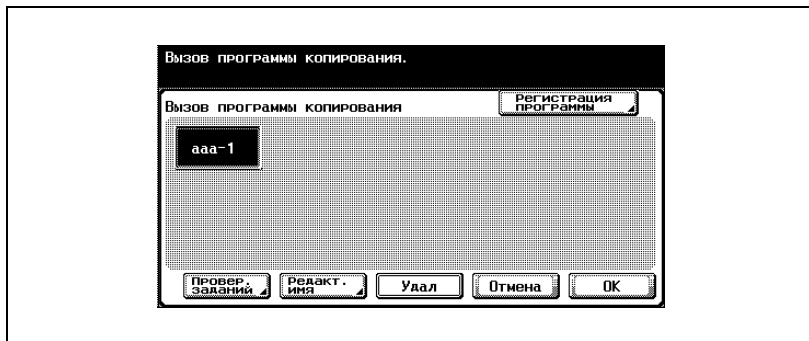 Вызов программы копирования.
Вызов программы копирования
Регистрация
программы
aaa-1
Провер.
заданий
Редакт.
имя
Удал
Отмена
OK